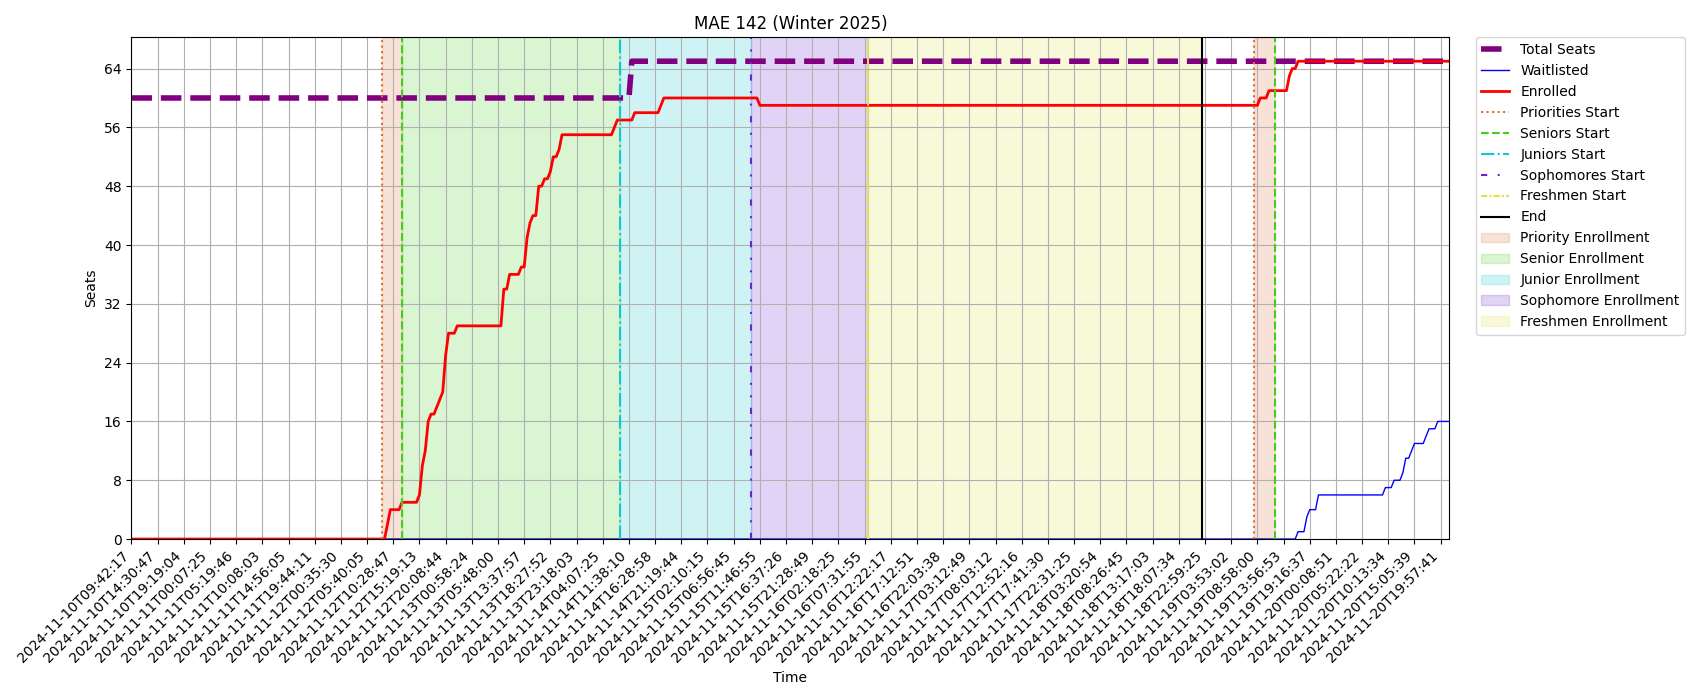 MAE 142 (Winter 2025)
Total Seats
Waitlisted
Enrolled
Priorities Start
Seniors Start
Juniors Start
Sophomores Start
Freshmen Start
End
Priority Enrollment
Senior Enrollment
Junior Enrollment
Sophomore Enrollment
Freshmen Enrollment
Seats
64
56
48
40
32
24
16
8
0
2024-11-10T09:42:17
2024-11-10T14:30:47
2024-11-10T19:19:04
2024-11-11T00:07:25
2024-11-11T05:19:46
2024-11-11T10:08:03
2024-11-11T14:56:05
2024-11-11T19:44:11
2024-11-12T00:35:30
2024-11-12T05:40:05
2024-11-12T10:28:47
2024-11-12T15:19:13
2024-11-12T20:08:44
2024-11-13T00:58:24
2024-11-13T05:48:00
2024-11-13T13:37:57
2024-11-13T18:27:52
2024-11-13T23:18:03
2024-11-14T04:07:25
2024-11-14T11:38:10
2024-11-14T16:28:58
2024-11-14T21:19:44
2024-11-15T02:10:15
2024-11-15T06:56:45
2024-11-15T11:46:55
2024-11-15T16:37:26
2024-11-15T21:28:49
2024-11-16T02:18:25
2024-11-16T07:31:55
2024-11-16T12:22:17
2024-11-16T17:12:51
2024-11-16T22:03:38
2024-11-17T03:12:49
2024-11-17T08:03:12
2024-11-17T12:52:16
2024-11-17T17:41:30
2024-11-17T22:31:25
2024-11-18T03:20:54
2024-11-18T08:26:45
2024-11-18T13:17:03
2024-11-18T18:07:34
2024-11-18T22:59:25
2024-11-19T03:53:02
2024-11-19T08:58:00
2024-11-19T13:56:53
2024-11-19T19:16:37
2024-11-20T00:08:51
2024-11-20T05:22:22
2024-11-20T10:13:34
2024-11-20T15:05:39
2024-11-20T19:57:41
Time